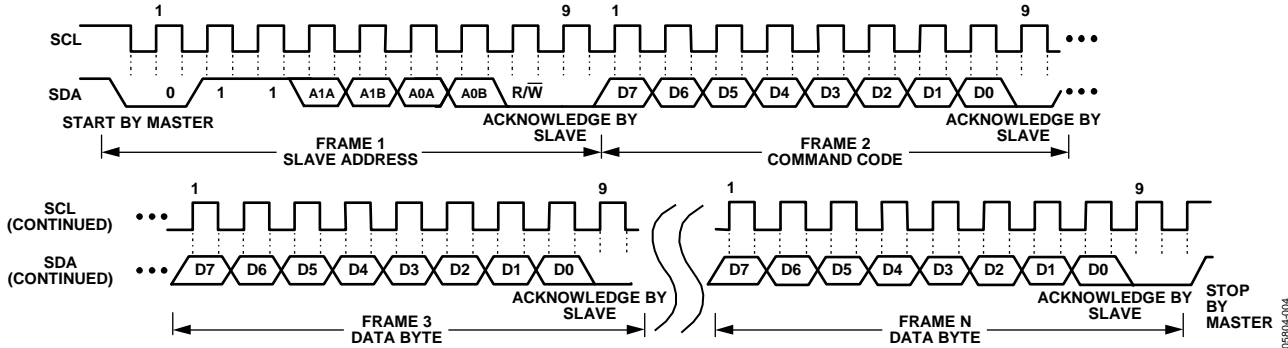 1 9 1 9
SCL
SDA 0 1 1 A1A A1B A0A A0B R/W̅ D7 D6 D5 D4 D3 D2 D1 D0
START BY MASTER
ACKNOWLEDGE BY
SLAVE
ACKNOWLEDGE BY
SLAVE
FRAME 1
SLAVE ADDRESS
FRAME 2
COMMAND CODE
1 9 1 9
SCL
(CONTINUED)
SDA
(CONTINUED)
D7 D6 D5 D4 D3 D2 D1 D0 D7 D6 D5 D4 D3 D2 D1 D0
ACKNOWLEDGE BY
SLAVE
ACKNOWLEDGE BY
SLAVE
STOP
BY
MASTER
FRAME 3
DATA BYTE
FRAME N
DATA BYTE
05804-004